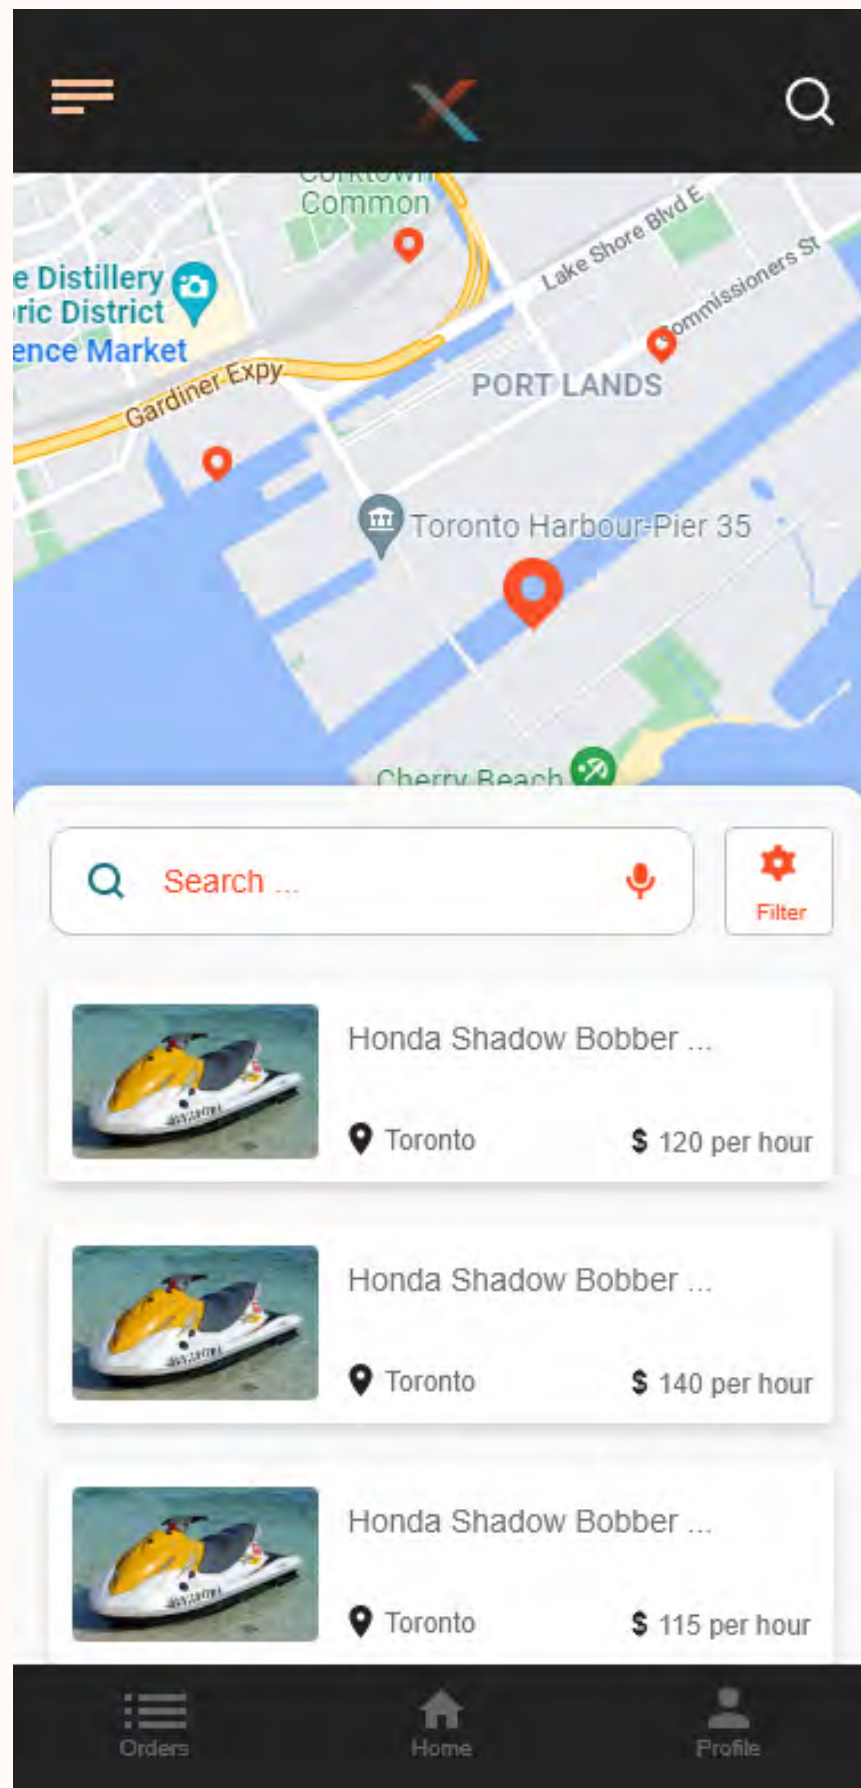 Corktown
Common
Lake Shore Blvd E
Commissioners St
e Distillery
ric District
ence Market
Gardiner Expy
PORT LANDS
Toronto Harbour-Pier 35
Cherry Beach
Search ...
Filter
Honda Shadow Bobber ...
Toronto
$ 120 per hour
Honda Shadow Bobber ...
Toronto
$ 140 per hour
Honda Shadow Bobber ...
Toronto
$ 115 per hour
Orders
Home
Profile